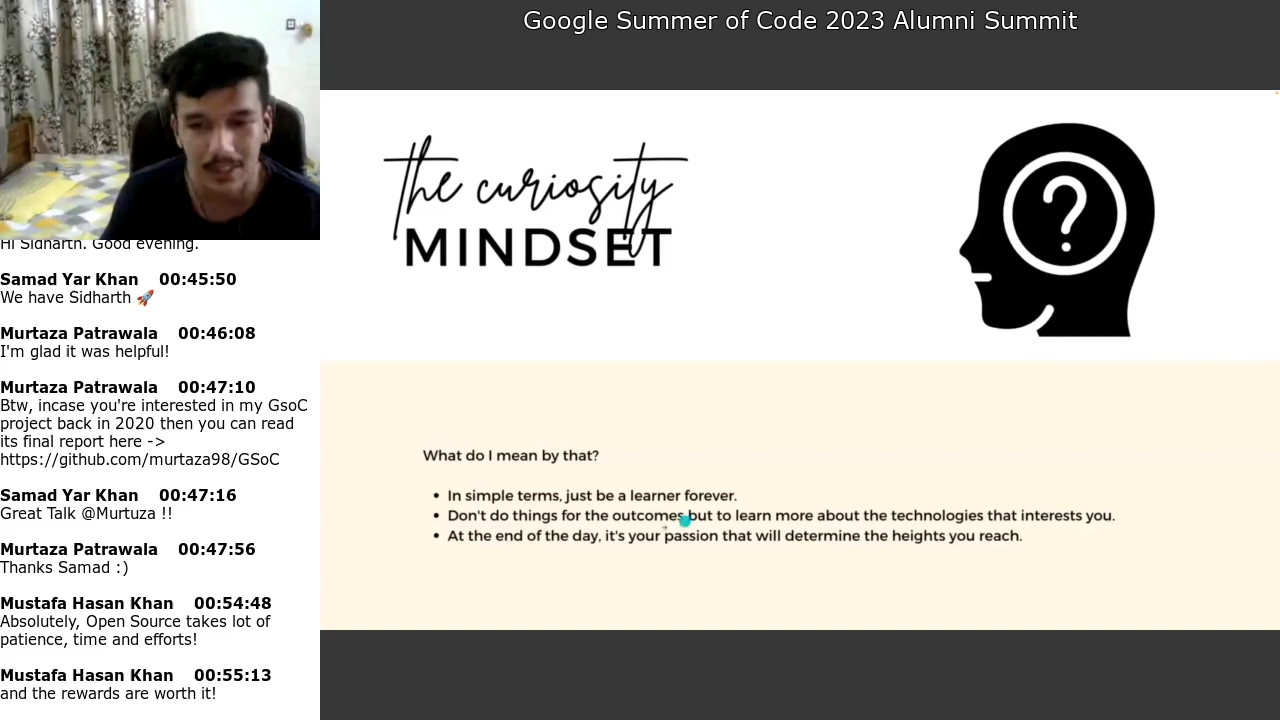 Google Summer of Code 2023 Alumni Summit
the curiosity
MINDSET
?
What do I mean by that?
• In simple terms, just be a learner forever.
• Don't do things for the outcomes but to learn more about the technologies that interests you.
• At the end of the day, it's your passion that will determine the heights you reach.
Hi Sidharth. Good evening.
Samad Yar Khan 00:45:50
We have Sidharth 🚀
Murtaza Patrawala 00:46:08
I'm glad it was helpful!
Murtaza Patrawala 00:47:10
Btw, incase you're interested in my GsoC
project back in 2020 then you can read
its final report here ->
https://github.com/murtaza98/GSoC
Samad Yar Khan 00:47:16
Great Talk @Murtuza !!
Murtaza Patrawala 00:47:56
Thanks Samad :)
Mustafa Hasan Khan 00:54:48
Absolutely, Open Source takes lot of
patience, time and efforts!
Mustafa Hasan Khan 00:55:13
and the rewards are worth it!